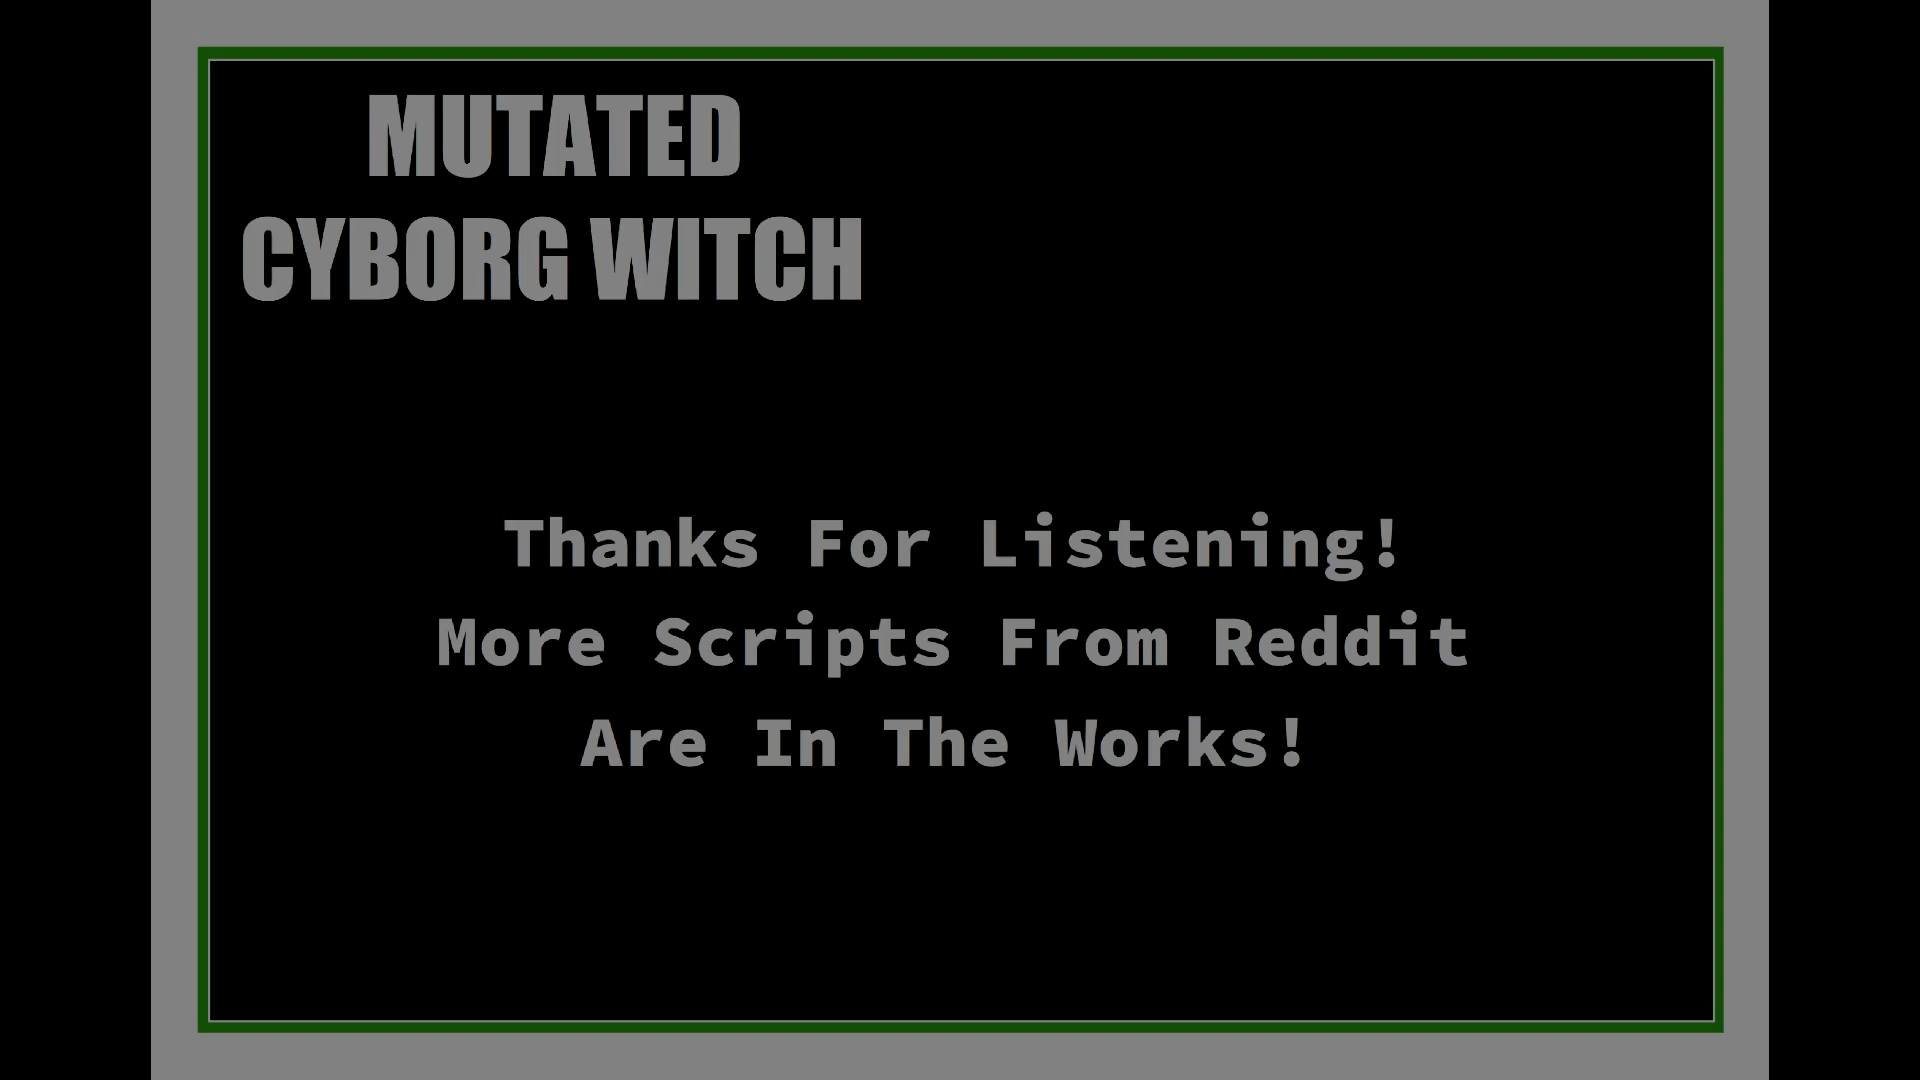 MUTATED
CYBORG WITCH
Thanks For Listening!
More Scripts From Reddit
Are In The Works!